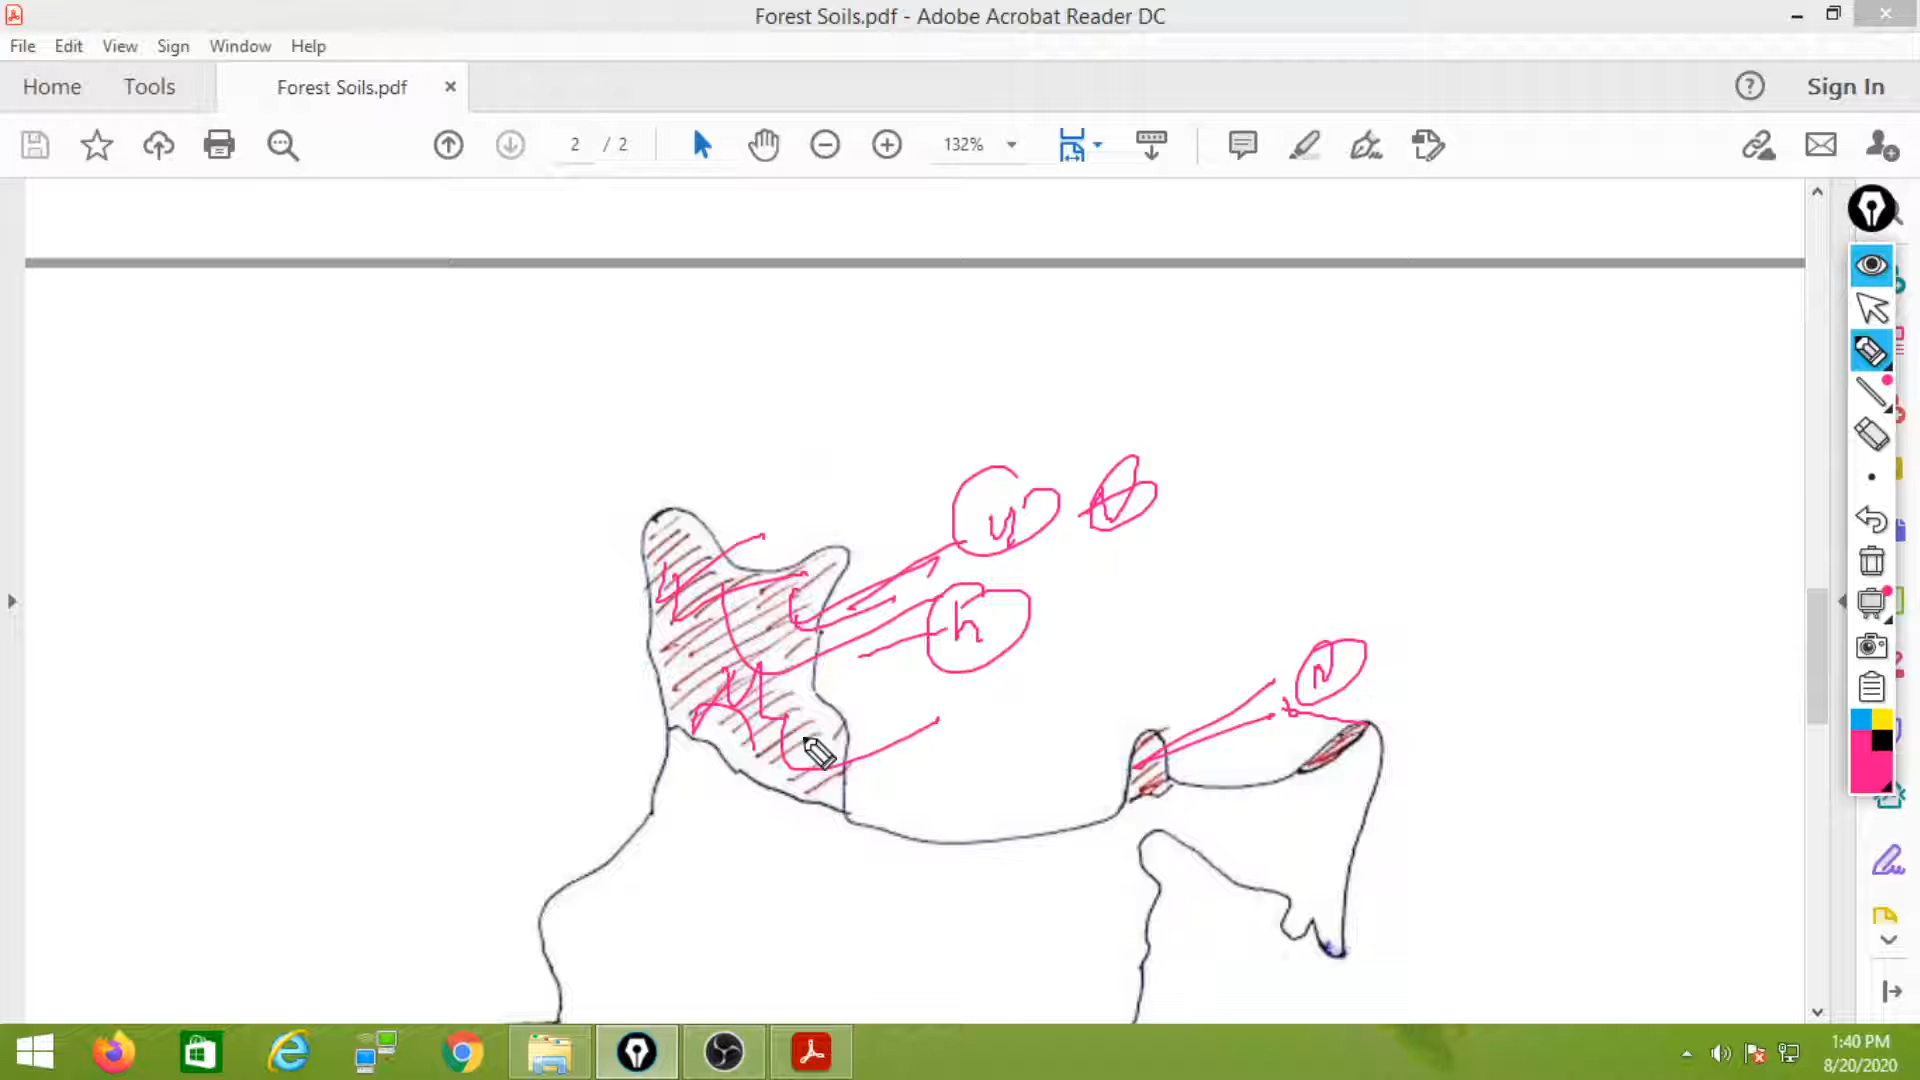 Forest Soils.pdf - Adobe Acrobat Reader DC
File Edit View Sign Window Help
Home Tools Forest Soils.pdf × ? Sign In
2 / 2 132%
y
h
N
1:40 PM
8/20/2020